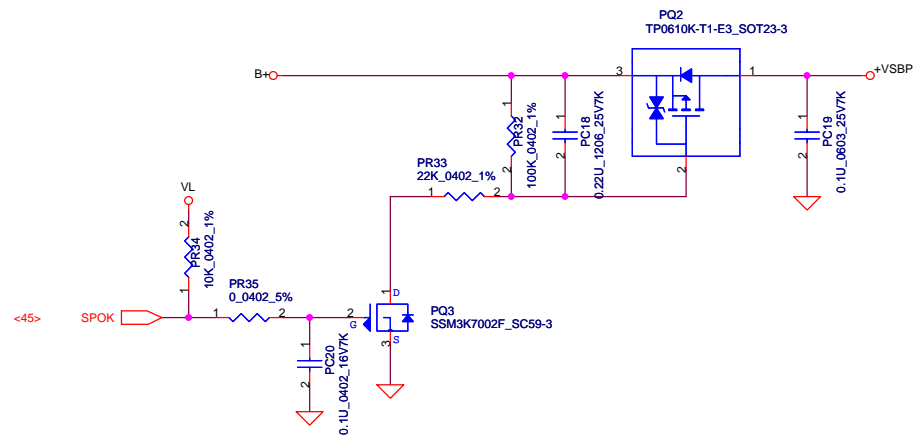 PQ2
TP0610K-T1-E3_SOT23-3
B+
3
1
+VSBP
1
PR32
100K_0402_1%
2
1
PC18
0.22U_1206_25V7K
2
2
1
PC19
0.1U_0603_25V7K
2
PR33
22K_0402_1%
1
2
VL
2
PR34
10K_0402_1%
1
PR35
0_0402_5%
<45>
SPOK
1
2
2
G
1
D
3
S
PQ3
SSM3K7002F_SC59-3
1
PC20
0.1U_0402_16V7K
2